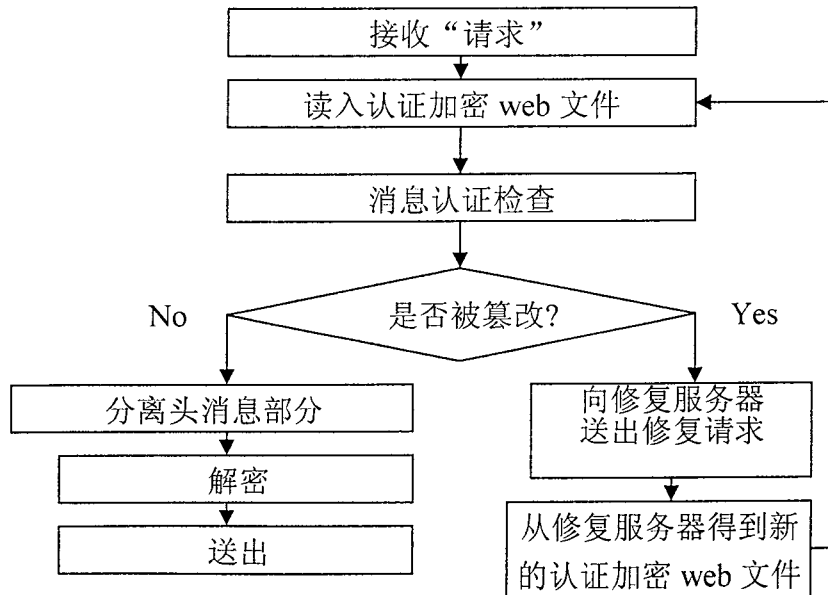 接收“请求”
读入认证加密 web 文件
消息认证检查
是否被篡改?
No
Yes
分离头消息部分
解密
送出
向修复服务器
送出修复请求
从修复服务器得到新
的认证加密 web 文件